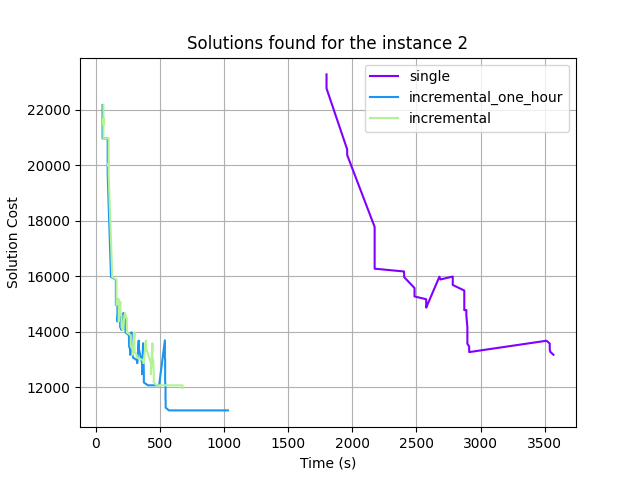 Solutions found for the instance 2
single
incremental_one_hour
incremental
Solution Cost
22000
20000
18000
16000
14000
12000
0 500 1000 1500 2000 2500 3000 3500
Time (s)